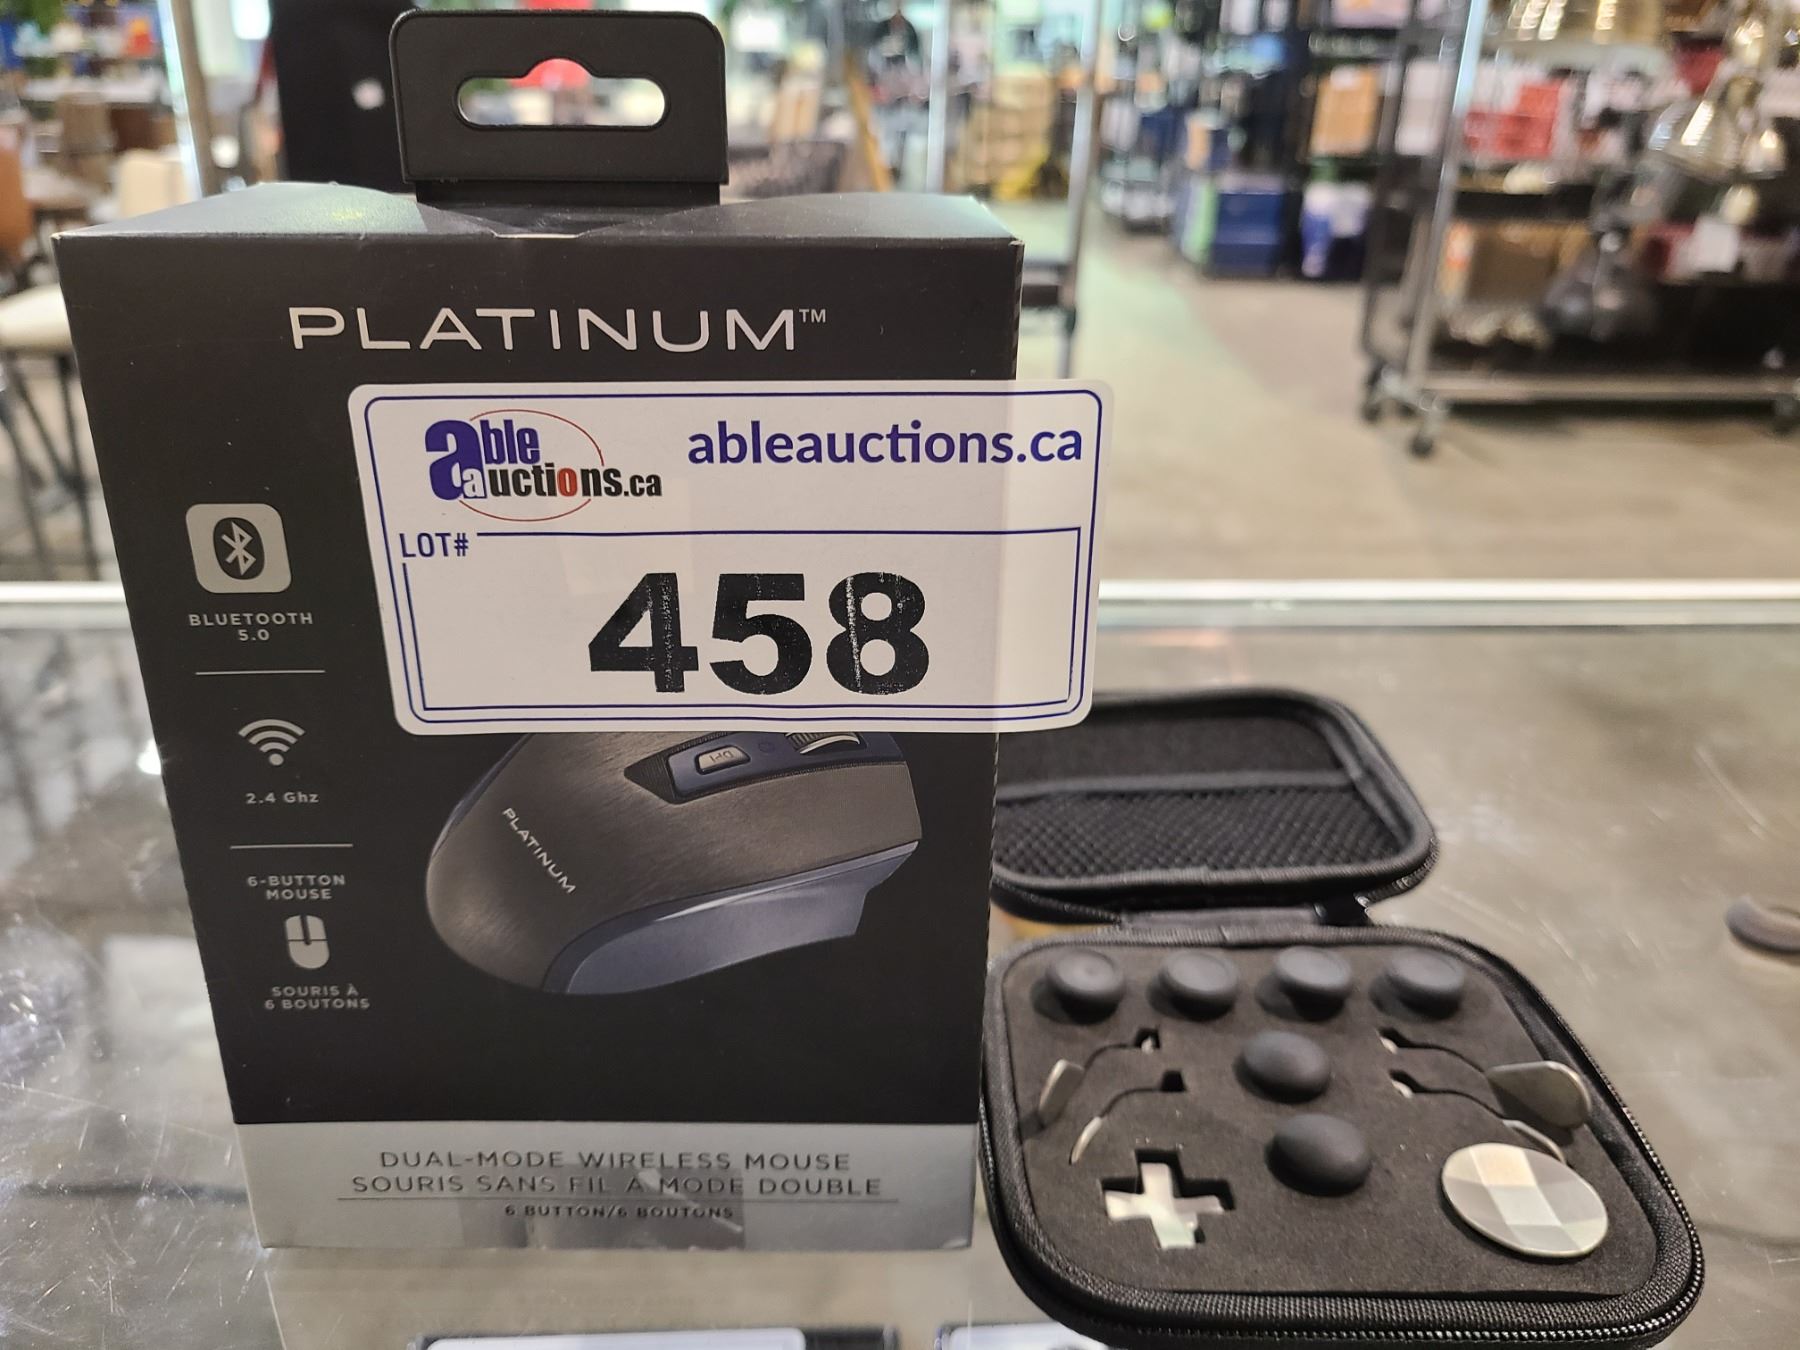 PLATINUM™
able auctions.ca
ableauctions.ca
LOT#
458
BLUETOOTH
5.0
2.4 Ghz
6-BUTTON
MOUSE
SOURIS À
6 BOUTONS
DPI
PLATINUM
DUAL-MODE WIRELESS MOUSE
SOURIS SANS FIL À MODE DOUBLE
6 BUTTON/6 BOUTONS